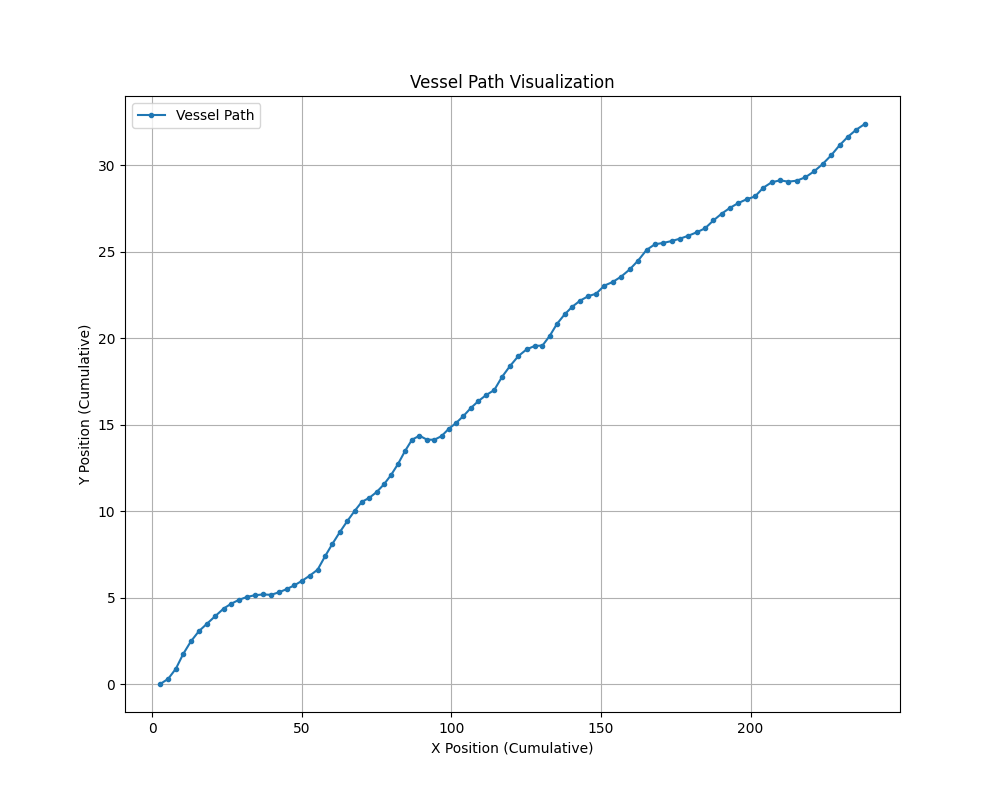 Vessel Path Visualization
Vessel Path
30
25
20
15
10
5
0
Y Position (Cumulative)
0 50 100 150 200
X Position (Cumulative)